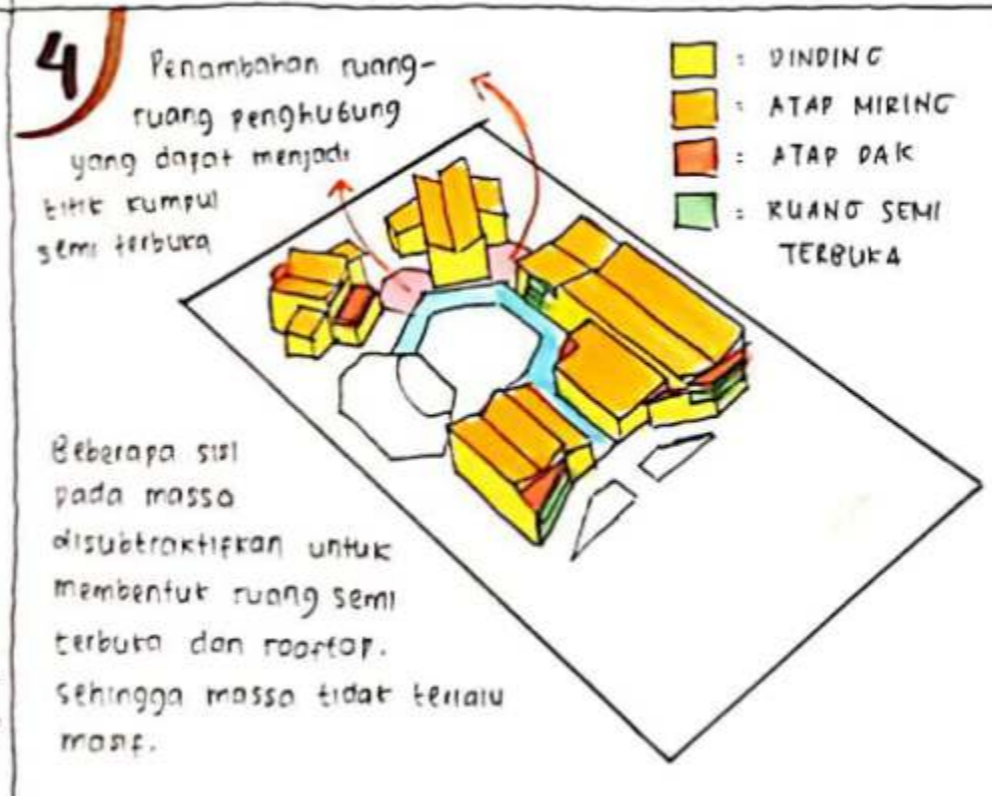 4
Penambahan ruang-
ruang penghubung
yang dapat menjadi
titik kumpul
semi terbuka
: DINDING
: ATAP MIRING
: ATAP DAK
: RUANG SEMI
TERBUKA
Beberapa sisi
pada massa
disubtraktifkan untuk
membentuk ruang semi
terbuka dan rooftop.
Sehingga massa tidak terlalu
masif.